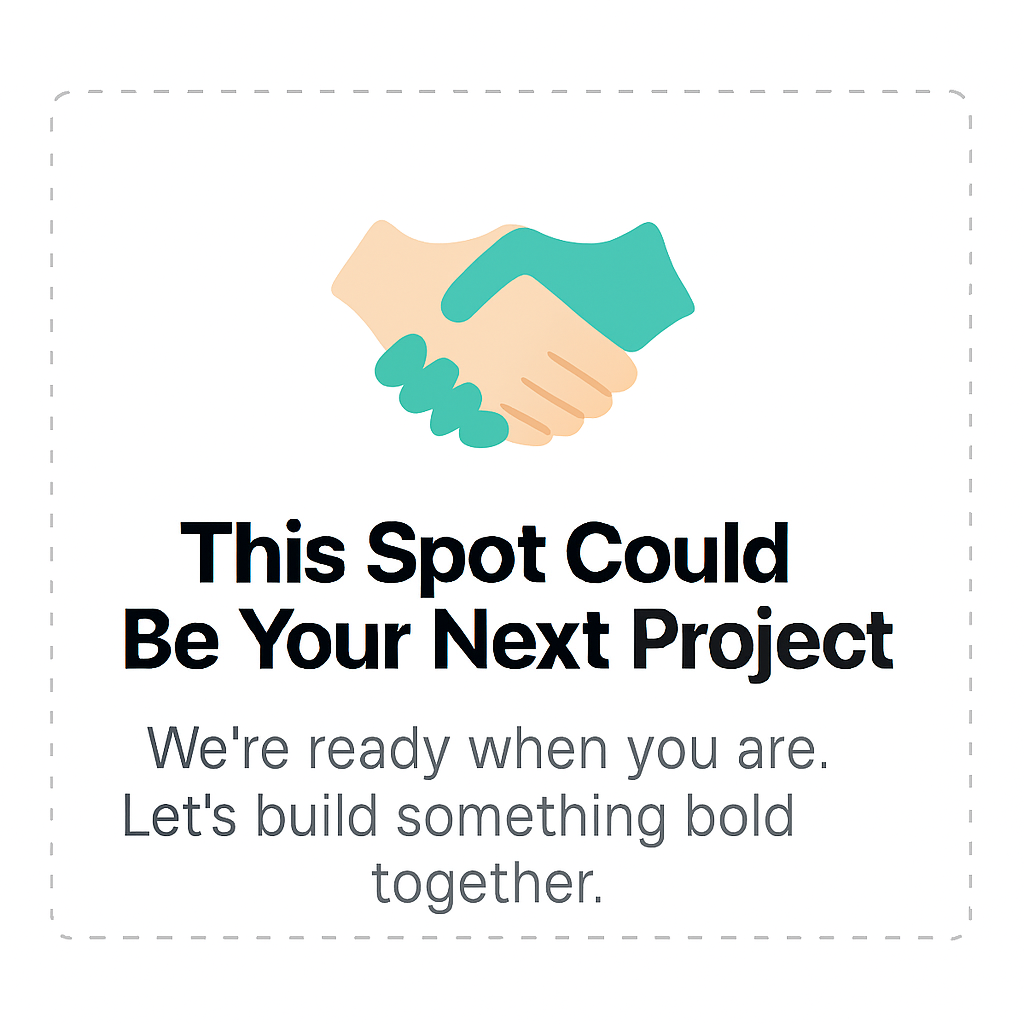 This Spot Could
Be Your Next Project
We're ready when you are.
Let's build something bold
together.